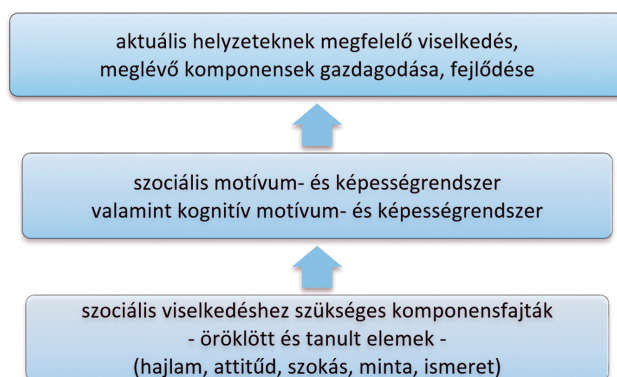 aktuális helyzeteknek megfelelő viselkedés,
meglévő komponensek gazdagodása, fejlődése
szociális motívum- és képességrendszer
valamint kognitív motívum- és képességrendszer
szociális viselkedéshez szükséges komponensfajták
- öröklött és tanult elemek -
(hajlam, attitűd, szokás, minta, ismeret)